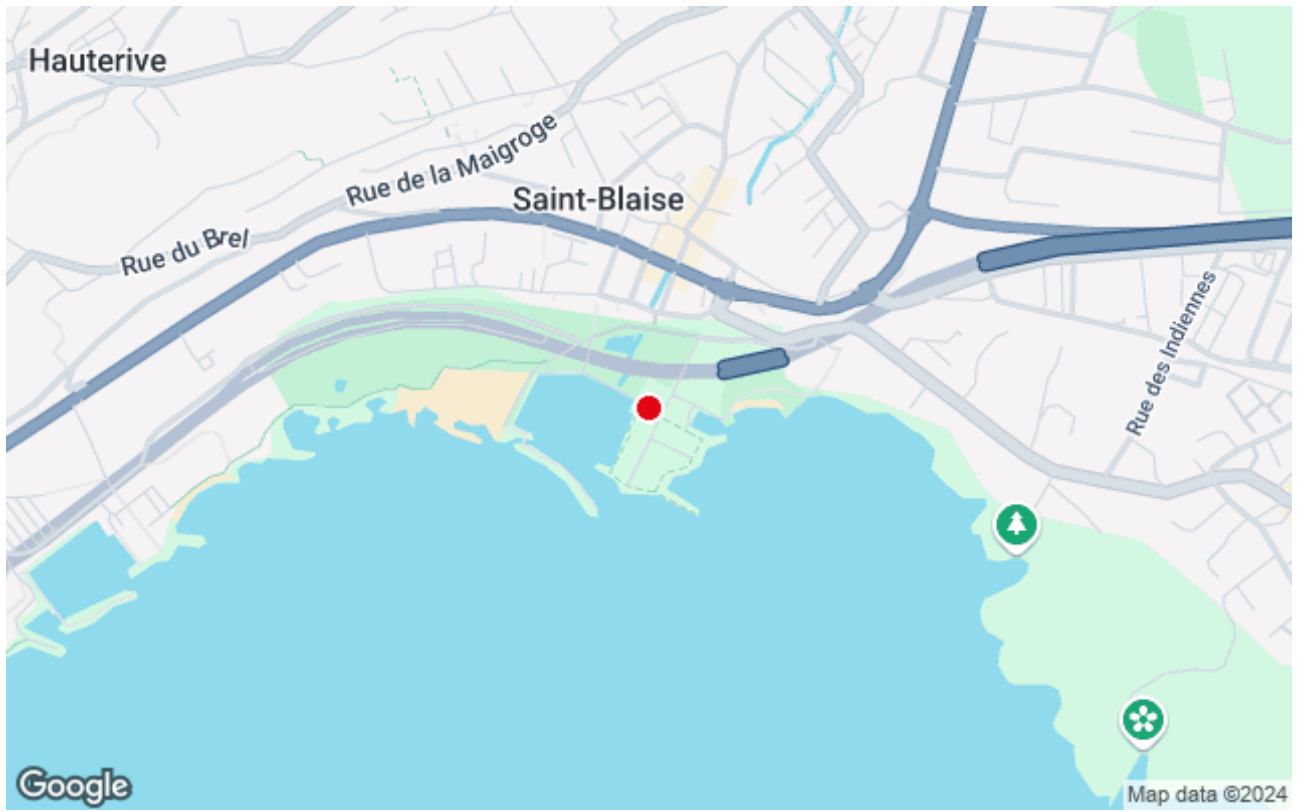 Hauterive
Rue de la Maigroge
Saint-Blaise
Rue du Brel
Rue des Indiennes
Google
Map data ©2024